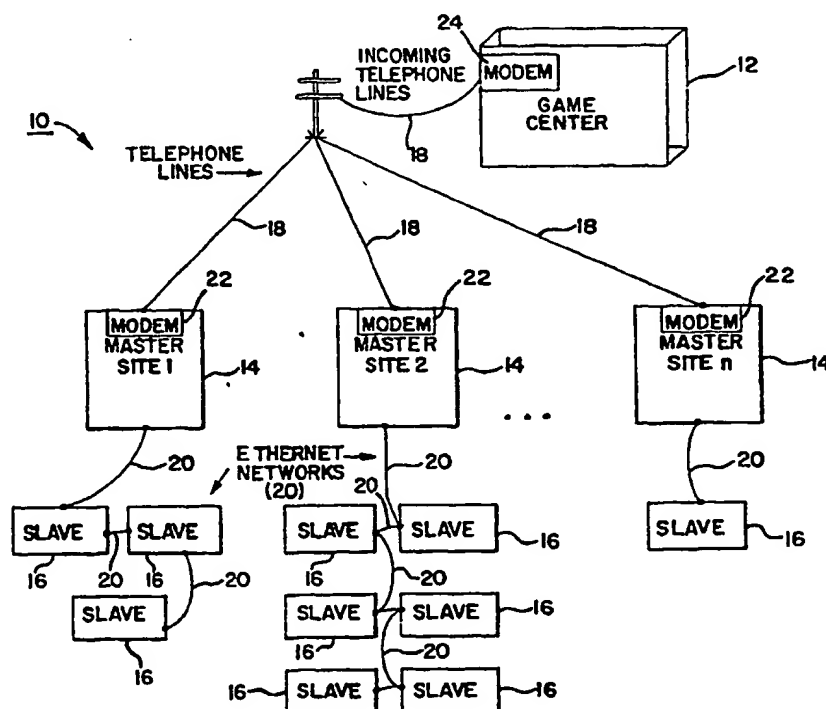 24
INCOMING
TELEPHONE
LINES
MODEM
12
GAME
CENTER
10
18
TELEPHONE
LINES
18
18
18
22
22
22
MODEM
MASTER
SITE 1
14
MODEM
MASTER
SITE 2
14
MODEM
MASTER
SITE n
14
...
20
ETHERNET
NETWORKS
(20)
20
20
20
SLAVE
SLAVE
SLAVE
SLAVE
SLAVE
16
20
16
20
16
20
16
16
SLAVE
SLAVE
SLAVE
16
16
20
16
16
SLAVE
SLAVE
16